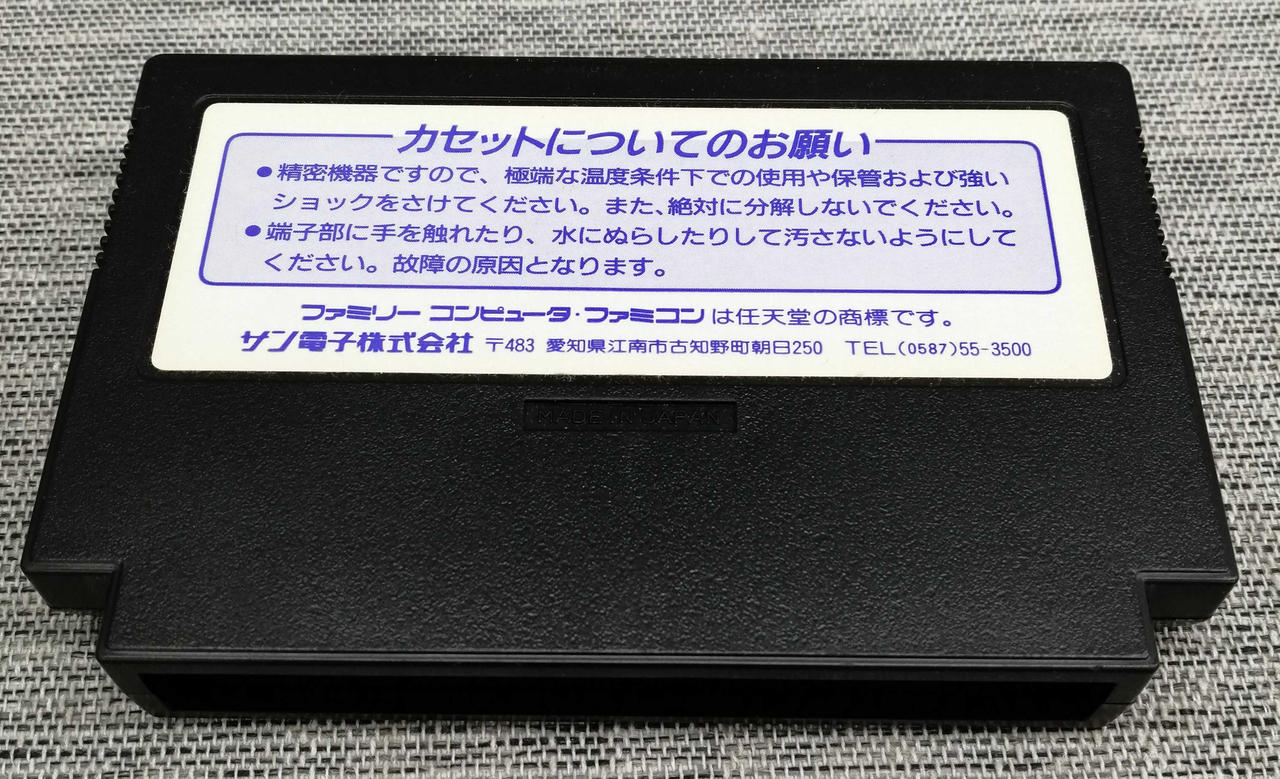 カセットについてのお願い
●精密機器ですので、極端な温度条件下での使用や保管および強い
ショックをさけてください。また、絶対に分解しないでください。
●端子部に手を触れたり、水にぬらしたりして汚さないようにして
ください。故障の原因となります。
ファミリー コンピュータ・ファミコンは任天堂の商標です。
サン電子株式会社 〒483 愛知県江南市古知野町朝日250 TEL(0587)55-3500
MADE IN JAPAN